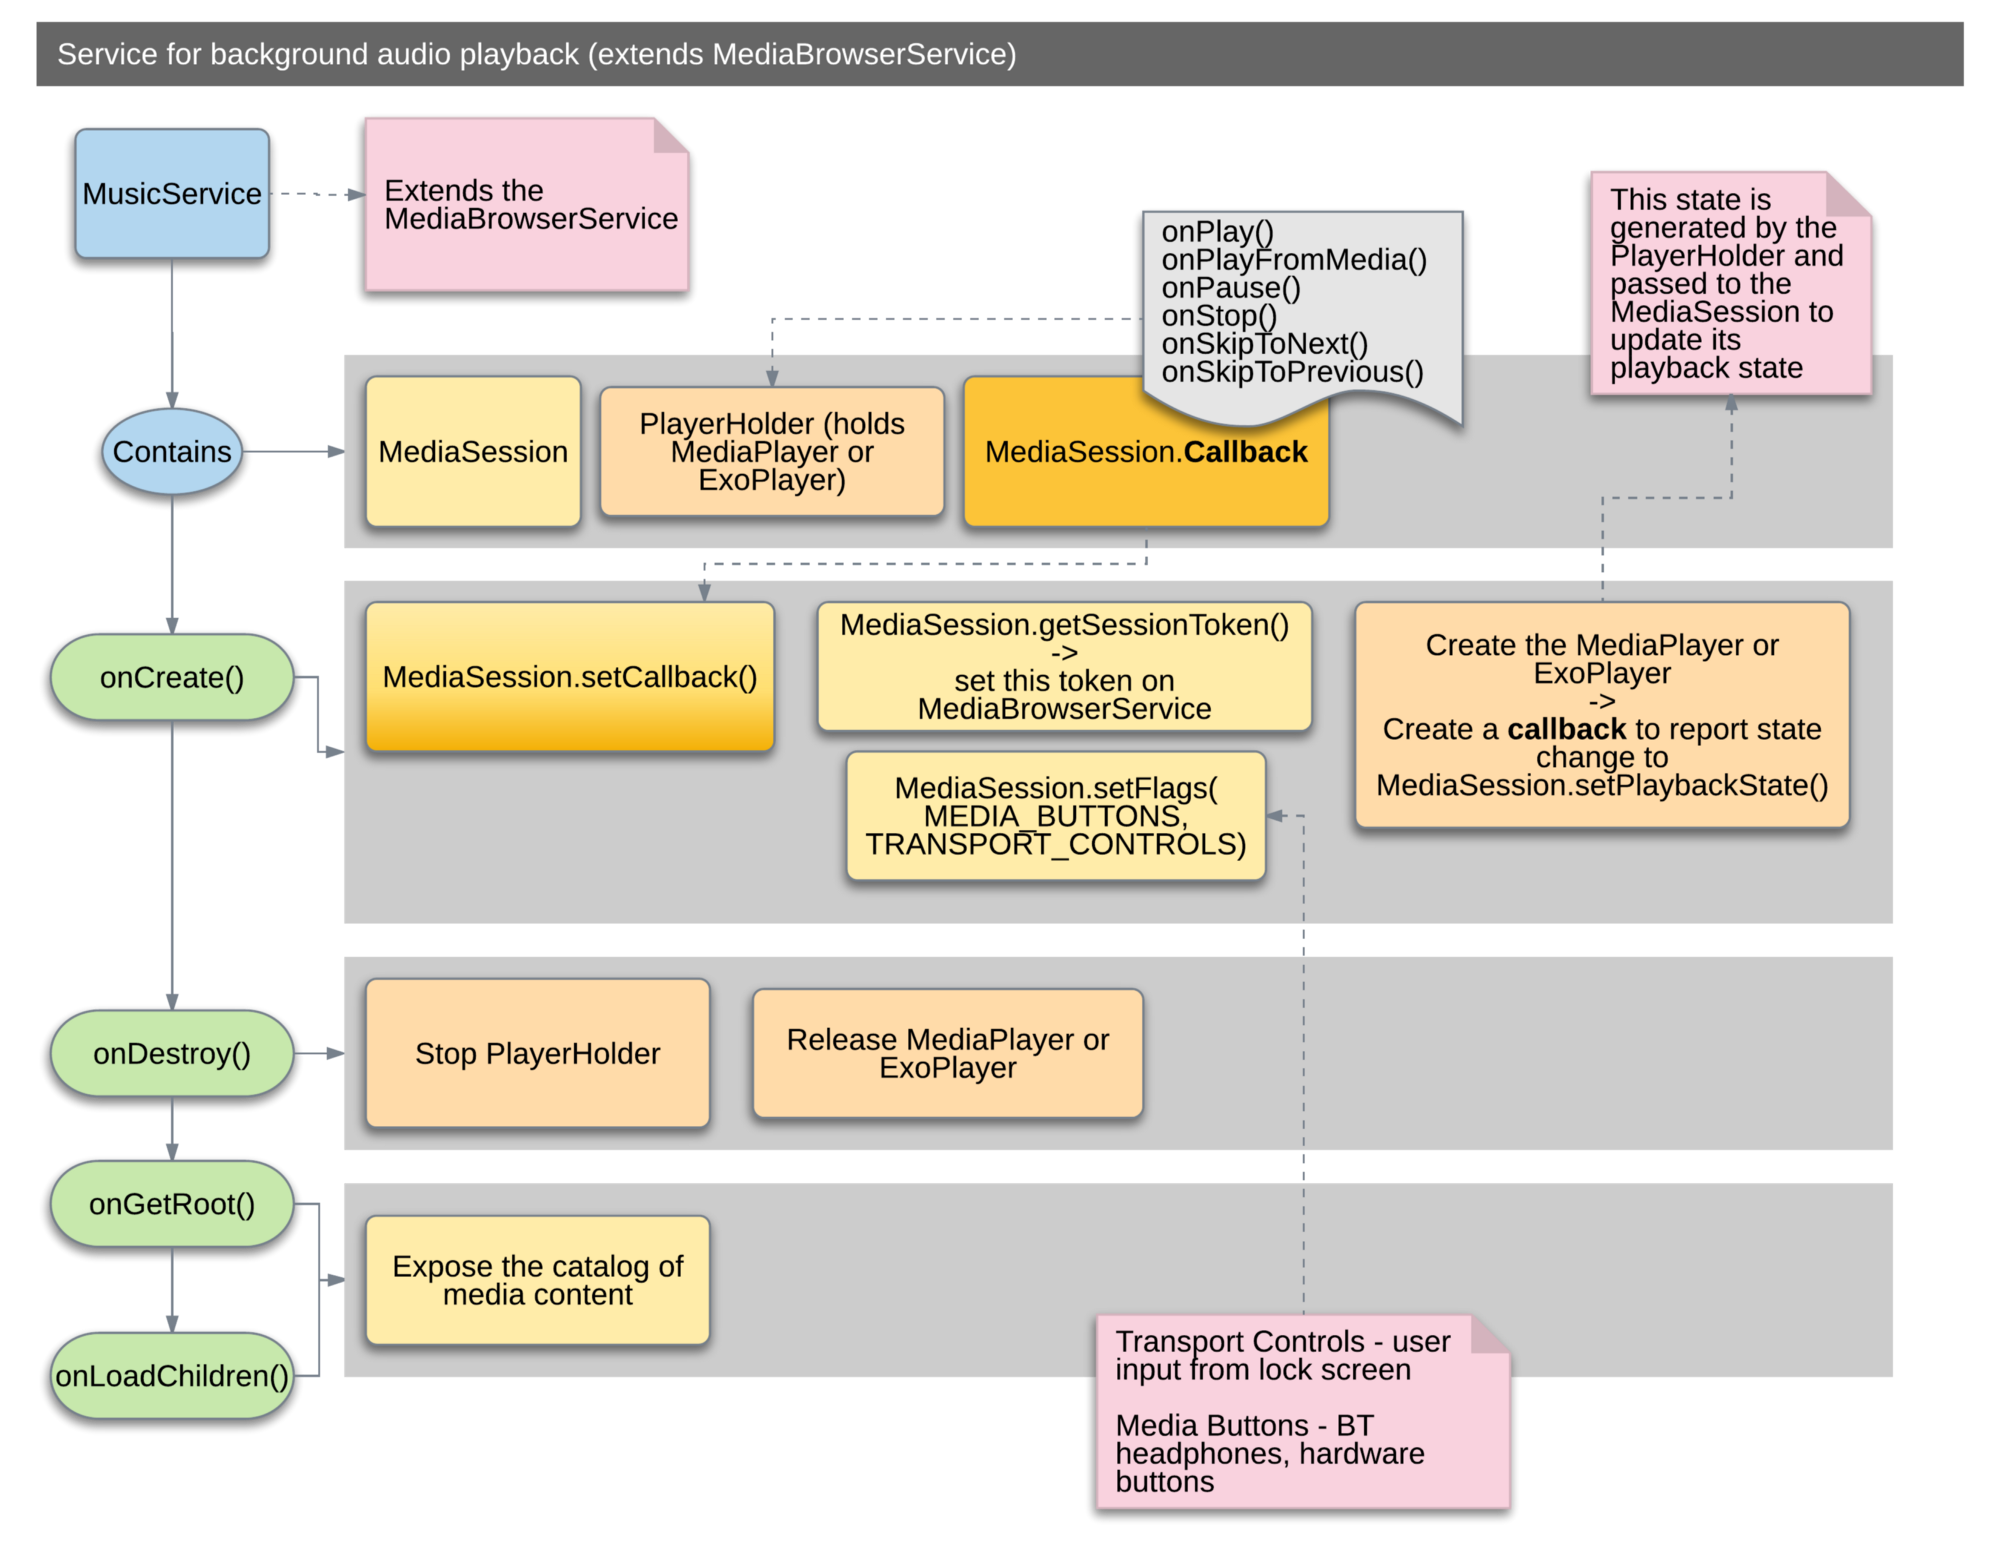 Service for background audio playback (extends MediaBrowserService)
MusicService
Extends the
MediaBrowserService
onPlay()
onPlayFromMedia()
onPause()
onStop()
onSkipToNext()
onSkipToPrevious()
This state is
generated by the
PlayerHolder and
passed to the
MediaSession to
update its
playback state
Contains
MediaSession
PlayerHolder (holds
MediaPlayer or
ExoPlayer)
MediaSession.Callback
onCreate()
MediaSession.setCallback()
MediaSession.getSessionToken()
->
set this token on
MediaBrowserService
MediaSession.setFlags(
MEDIA_BUTTONS,
TRANSPORT_CONTROLS)
Create the MediaPlayer or
ExoPlayer
->
Create a callback to report state
change to
MediaSession.setPlaybackState()
onDestroy()
Stop PlayerHolder
Release MediaPlayer or
ExoPlayer
onGetRoot()
Expose the catalog of
media content
onLoadChildren()
Transport Controls - user
input from lock screen
Media Buttons - BT
headphones, hardware
buttons